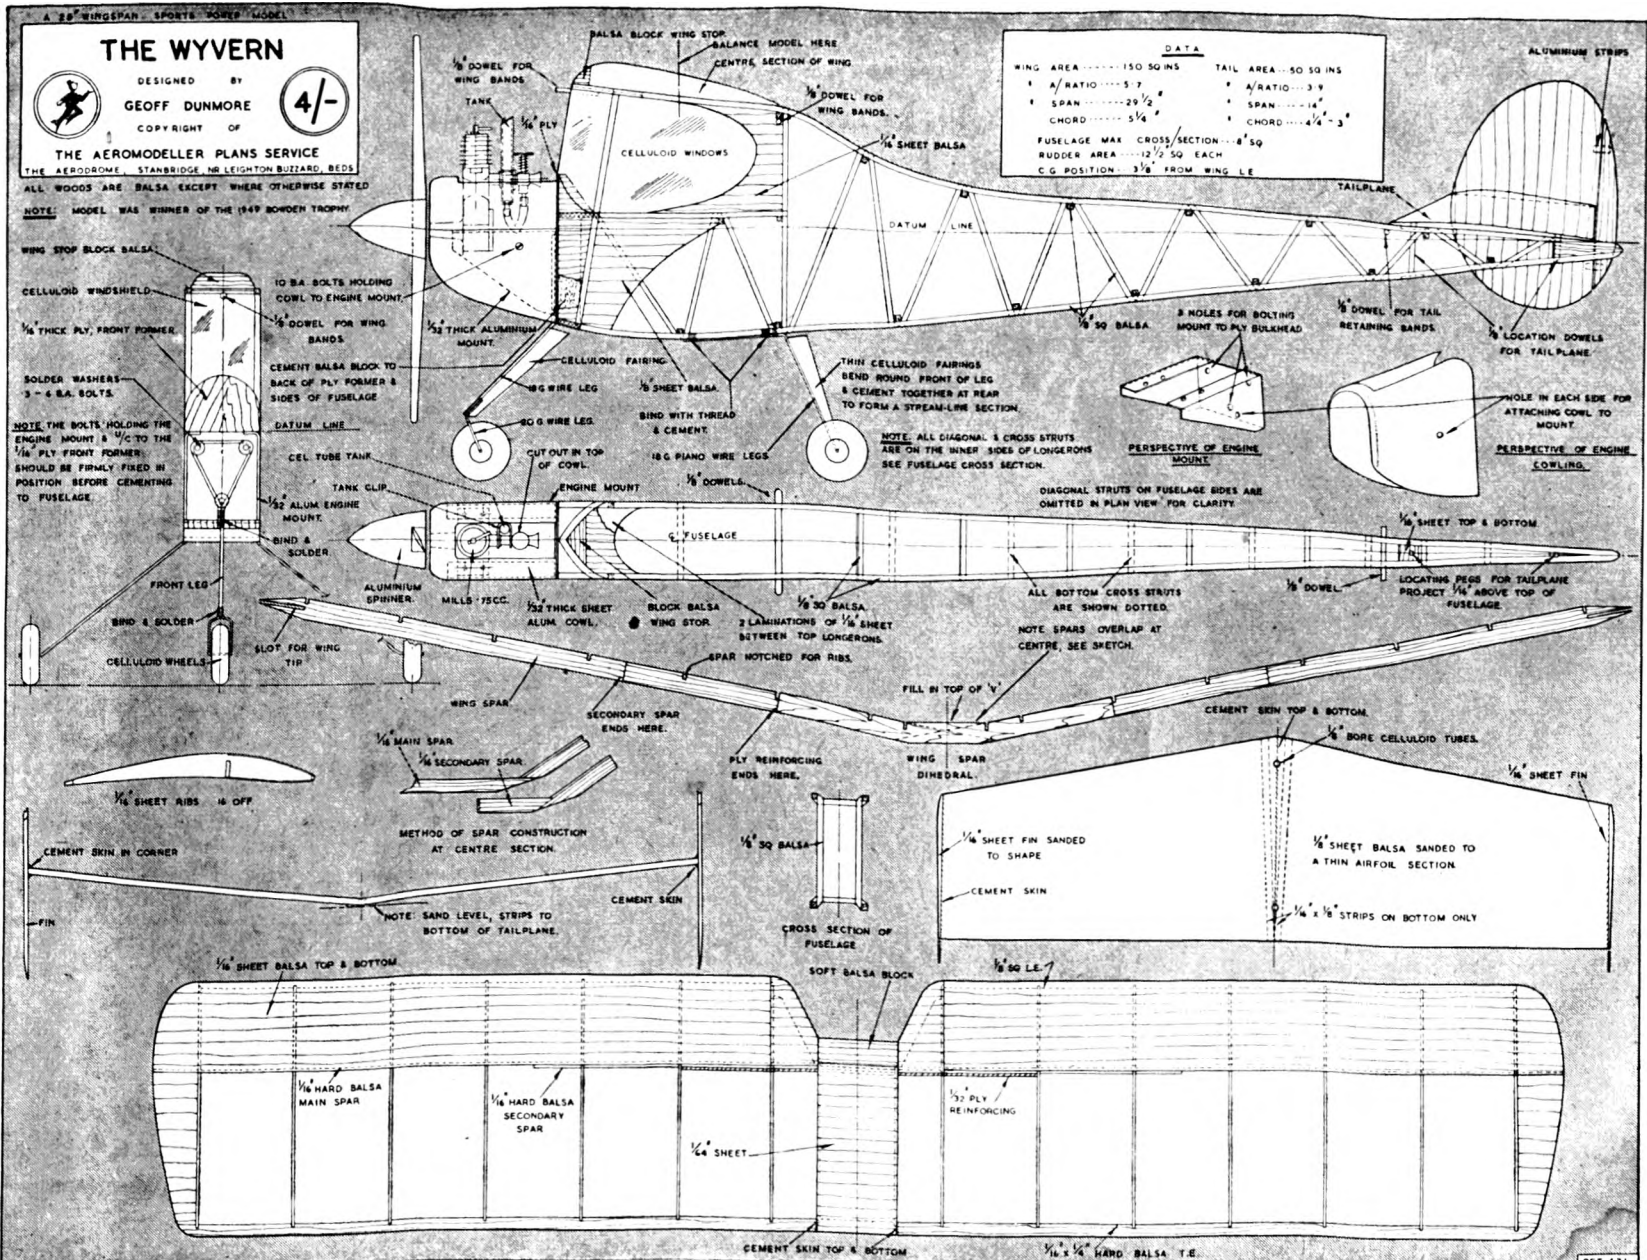 A 28" WINGSPAN SPORTS POWER MODEL
THE WYVERN
DESIGNED BY
GEOFF DUNMORE
COPYRIGHT OF
4/-
THE AEROMODELLER PLANS SERVICE
THE AERODROME, STANBRIDGE, NR LEIGHTON BUZZARD, BEDS
ALL WOODS ARE BALSA EXCEPT WHERE OTHERWISE STATED
NOTE: MODEL WAS WINNER OF THE 1949 BOWDEN TROPHY.
DATA
WING AREA ------ 150 SQ INS
" A/RATIO ---- 5·7
" SPAN ------- 29 1/2"
CHORD ----- 5 1/4"
TAIL AREA --- 50 SQ INS
" A/RATIO --- 3·9
" SPAN ---- 14"
" CHORD ---- 4 1/4" - 3"
FUSELAGE MAX CROSS/SECTION --- 8" SQ
RUDDER AREA ---- 12 1/2" SQ EACH
C G POSITION · 3 1/8" FROM WING L E
ALUMINIUM STRIPS
BALSA BLOCK WING STOP
BALANCE MODEL HERE
CENTRE SECTION OF WING
1/8" DOWEL FOR
WING BANDS
TANK
1/16" PLY
1/8" DOWEL FOR
WING BANDS.
1/16" SHEET BALSA
CELLULOID WINDOWS
DATUM LINE
TAILPLANE
WING STOP BLOCK BALSA
CELLULOID WINDSHIELD
1/16" THICK PLY, FRONT FORMER
SOLDER WASHERS
3 - 6 B.A. BOLTS.
NOTE THE BOLTS HOLDING THE
ENGINE MOUNT & U/C TO THE
1/16" PLY FRONT FORMER
SHOULD BE FIRMLY FIXED IN
POSITION BEFORE CEMENTING
TO FUSELAGE.
10 B.A. BOLTS HOLDING
COWL TO ENGINE MOUNT.
1/8" DOWEL FOR WING
BANDS.
1/32" THICK ALUMINIUM
MOUNT.
CEMENT BALSA BLOCK TO
BACK OF PLY FORMER &
SIDES OF FUSELAGE
DATUM LINE
CELLULOID FAIRING
18 G WIRE LEG
20 G WIRE LEG.
1/8" SHEET BALSA.
BIND WITH THREAD
& CEMENT.
18 G PIANO WIRE LEGS
THIN CELLULOID FAIRINGS
BEND ROUND FRONT OF LEG
& CEMENT TOGETHER AT REAR
TO FORM A STREAM-LINE SECTION.
1/8" SQ BALSA
3 HOLES FOR BOLTING
MOUNT TO PLY BULKHEAD
1/8" DOWEL FOR TAIL
RETAINING BANDS.
1/8" LOCATION DOWELS
FOR TAILPLANE.
NOTE. ALL DIAGONAL & CROSS STRUTS
ARE ON THE INNER SIDES OF LONGERONS
SEE FUSELAGE CROSS SECTION.
PERSPECTIVE OF ENGINE
MOUNT
HOLE IN EACH SIDE FOR
ATTACHING COWL TO
MOUNT.
PERSPECTIVE OF ENGINE
COWLING.
CEL TUBE TANK
CUT OUT IN TOP
OF COWL.
TANK CLIP
ENGINE MOUNT
1/8" DOWELS
DIAGONAL STRUTS ON FUSELAGE SIDES ARE
OMITTED IN PLAN VIEW FOR CLARITY.
1/16" SHEET TOP & BOTTOM.
1/32" ALUM ENGINE
MOUNT.
BIND &
SOLDER
FRONT LEG
BIND & SOLDER
CELLULOID WHEELS
℄ FUSELAGE
ALUMINIUM
SPINNER.
MILLS ·75CC.
1/32" THICK SHEET
ALUM COWL.
BLOCK BALSA
WING STOP.
1/8" SQ BALSA.
2 LAMINATIONS OF 1/16" SHEET
BETWEEN TOP LONGERONS
ALL BOTTOM CROSS STRUTS
ARE SHOWN DOTTED.
1/8" DOWEL
LOCATING PEGS FOR TAILPLANE
PROJECT 1/16" ABOVE TOP OF
FUSELAGE.
NOTE SPARS OVERLAP AT
CENTRE, SEE SKETCH.
SLOT FOR WING
TIP
SPAR NOTCHED FOR RIBS.
WING SPAR
SECONDARY SPAR
ENDS HERE.
FILL IN TOP OF 'V'
PLY REINFORCING
ENDS HERE.
WING SPAR
DIHEDRAL.
CEMENT SKIN TOP & BOTTOM.
1/8" BORE CELLULOID TUBES.
1/16" SHEET FIN
1/16" SHEET RIBS 16 OFF.
1/16" MAIN SPAR
1/16" SECONDARY SPAR
METHOD OF SPAR CONSTRUCTION
AT CENTRE SECTION.
1/8" SQ BALSA
CROSS SECTION OF
FUSELAGE
1/16" SHEET FIN SANDED
TO SHAPE
CEMENT SKIN
1/8" SHEET BALSA SANDED TO
A THIN AIRFOIL SECTION.
1/16" x 1/8" STRIPS ON BOTTOM ONLY
CEMENT SKIN IN CORNER
FIN
NOTE: SAND LEVEL, STRIPS TO
BOTTOM OF TAILPLANE.
CEMENT SKIN
1/16" SHEET BALSA TOP & BOTTOM.
SOFT BALSA BLOCK
1/8" SQ L.E.
1/16" HARD BALSA
MAIN SPAR
1/16" HARD BALSA
SECONDARY
SPAR
1/64" SHEET
1/32 PLY
REINFORCING
CEMENT SKIN TOP & BOTTOM
1/16" x 1/4" HARD BALSA T.E.